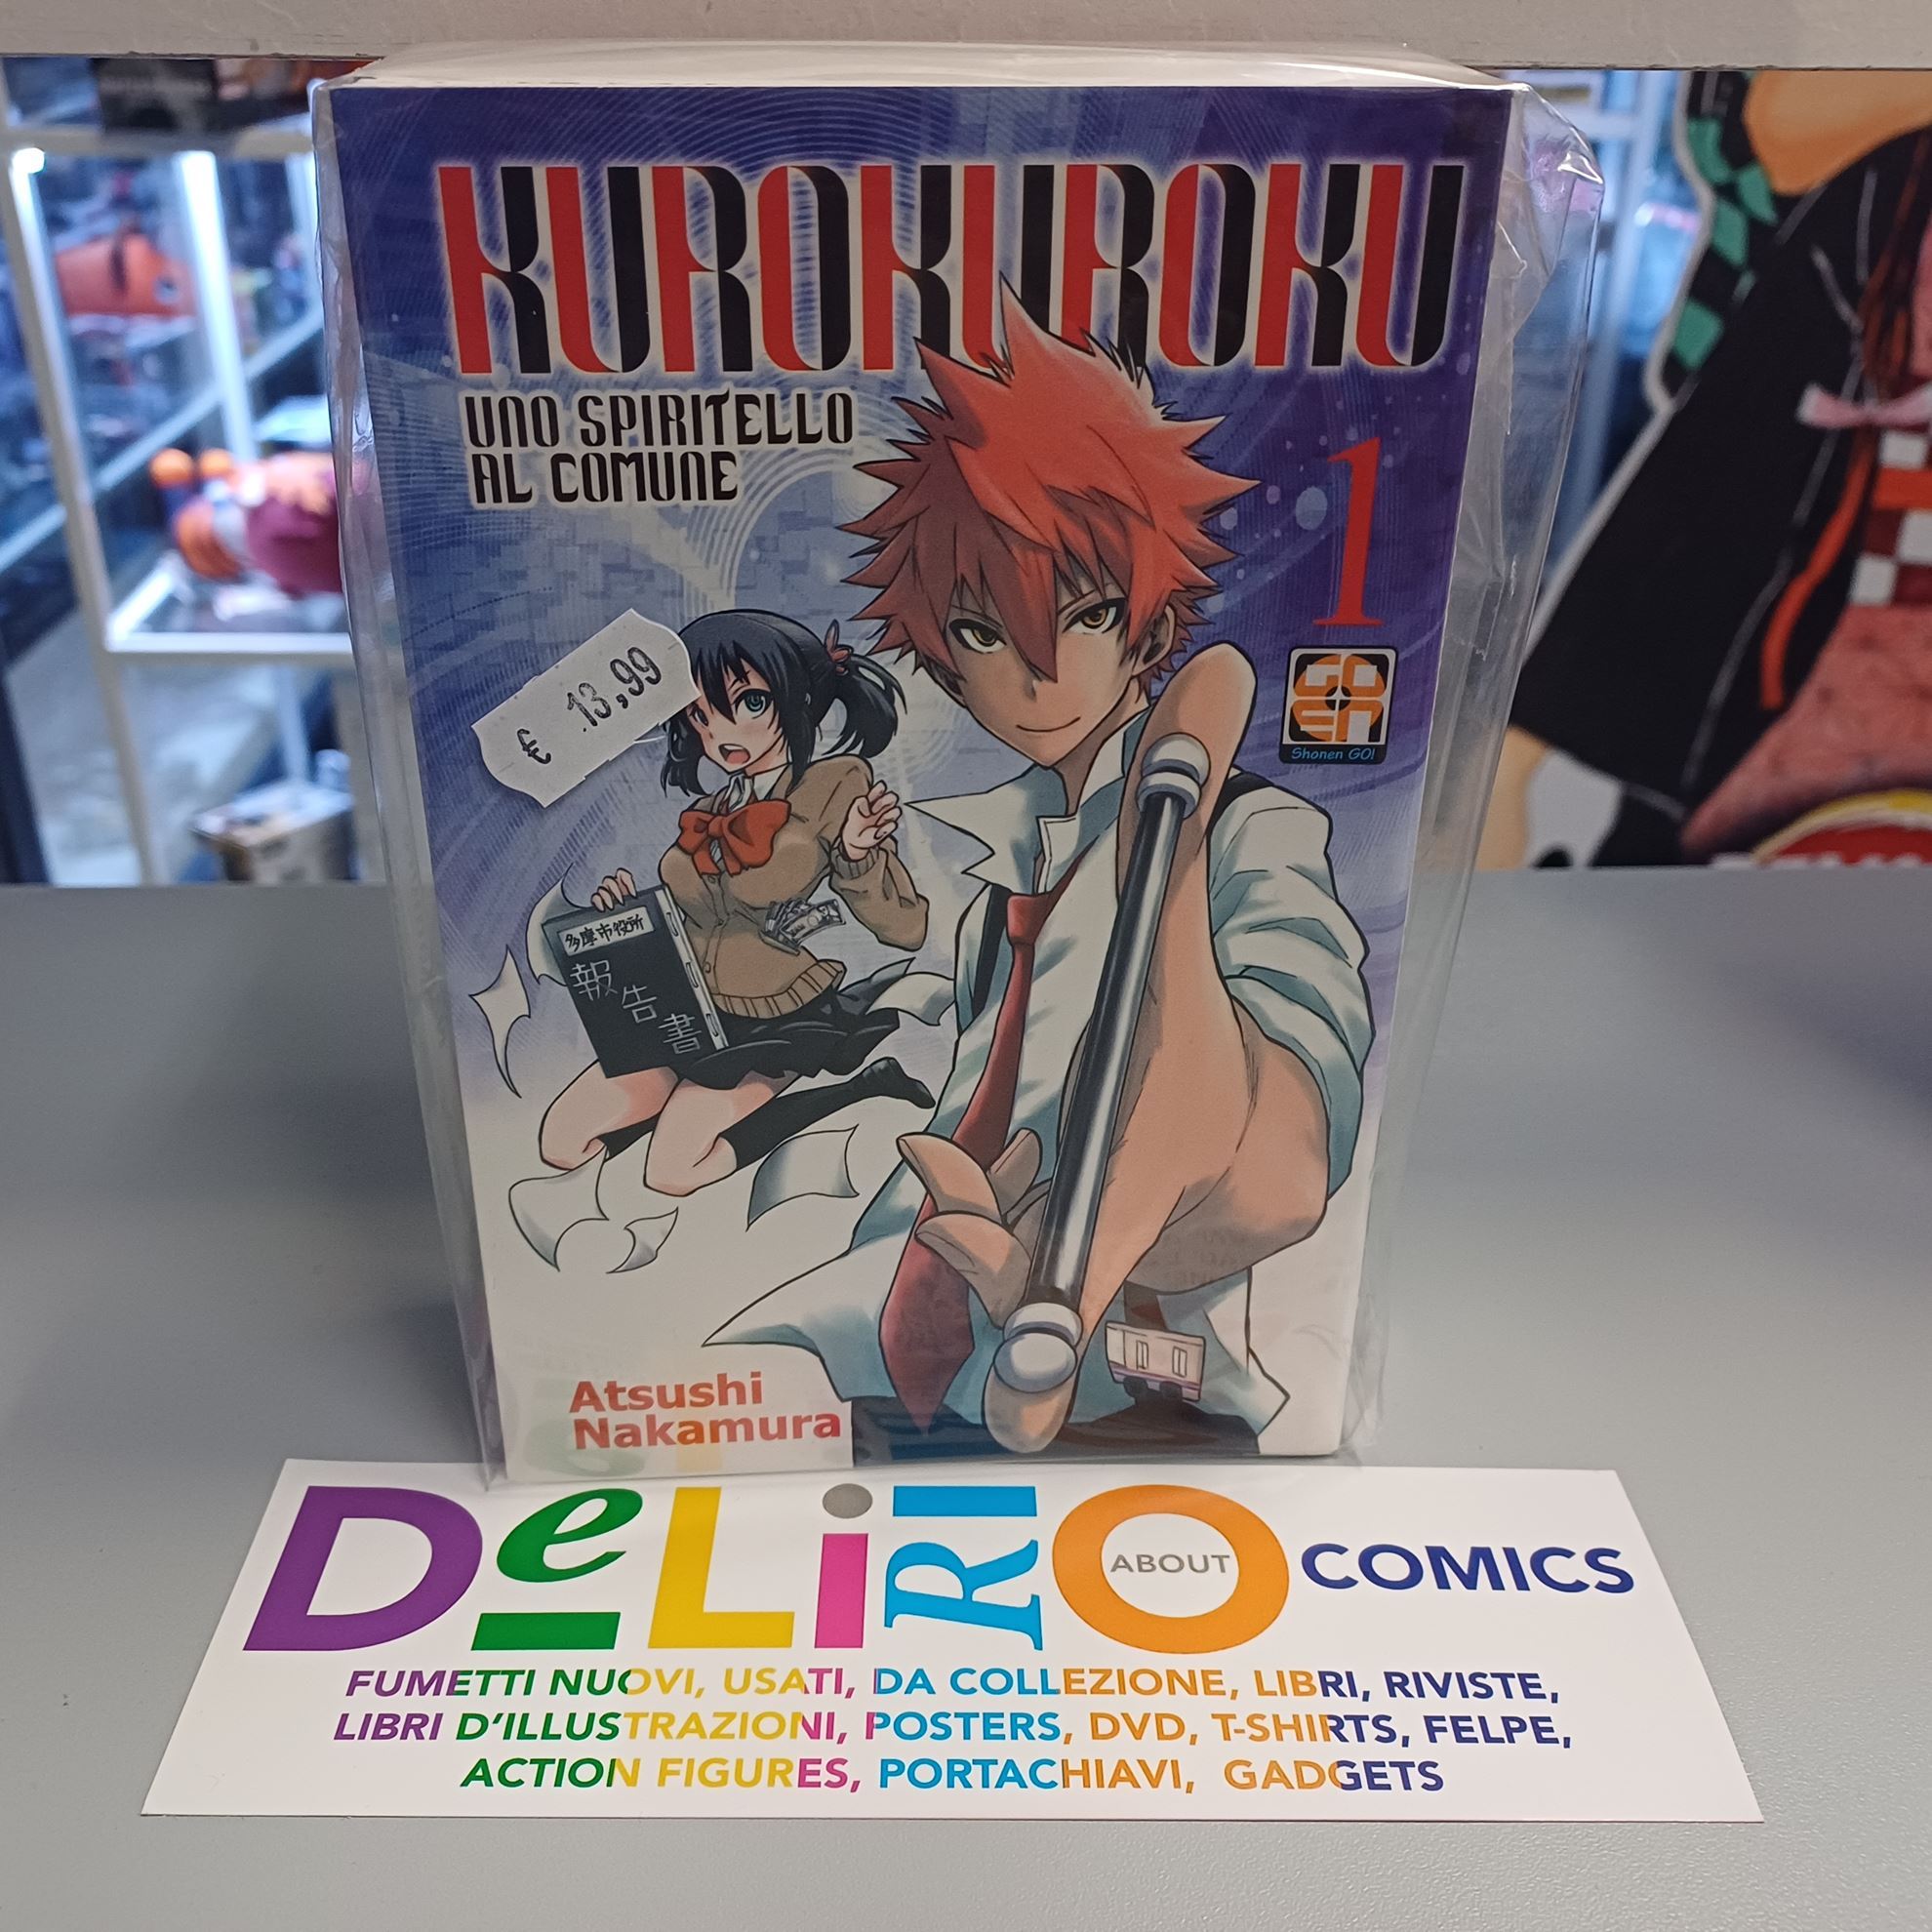 KUROKUROKU
UNO SPIRITELLO
AL COMUNE
1
GO
EN
Shonen GO!
€ 13,99
多摩市役所
報告書
Atsushi
Nakamura
DeLiRiO ABOUT COMICS
FUMETTI NUOVI, USATI, DA COLLEZIONE, LIBRI, RIVISTE,
LIBRI D'ILLUSTRAZIONI, POSTERS, DVD, T-SHIRTS, FELPE,
ACTION FIGURES, PORTACHIAVI, GADGETS